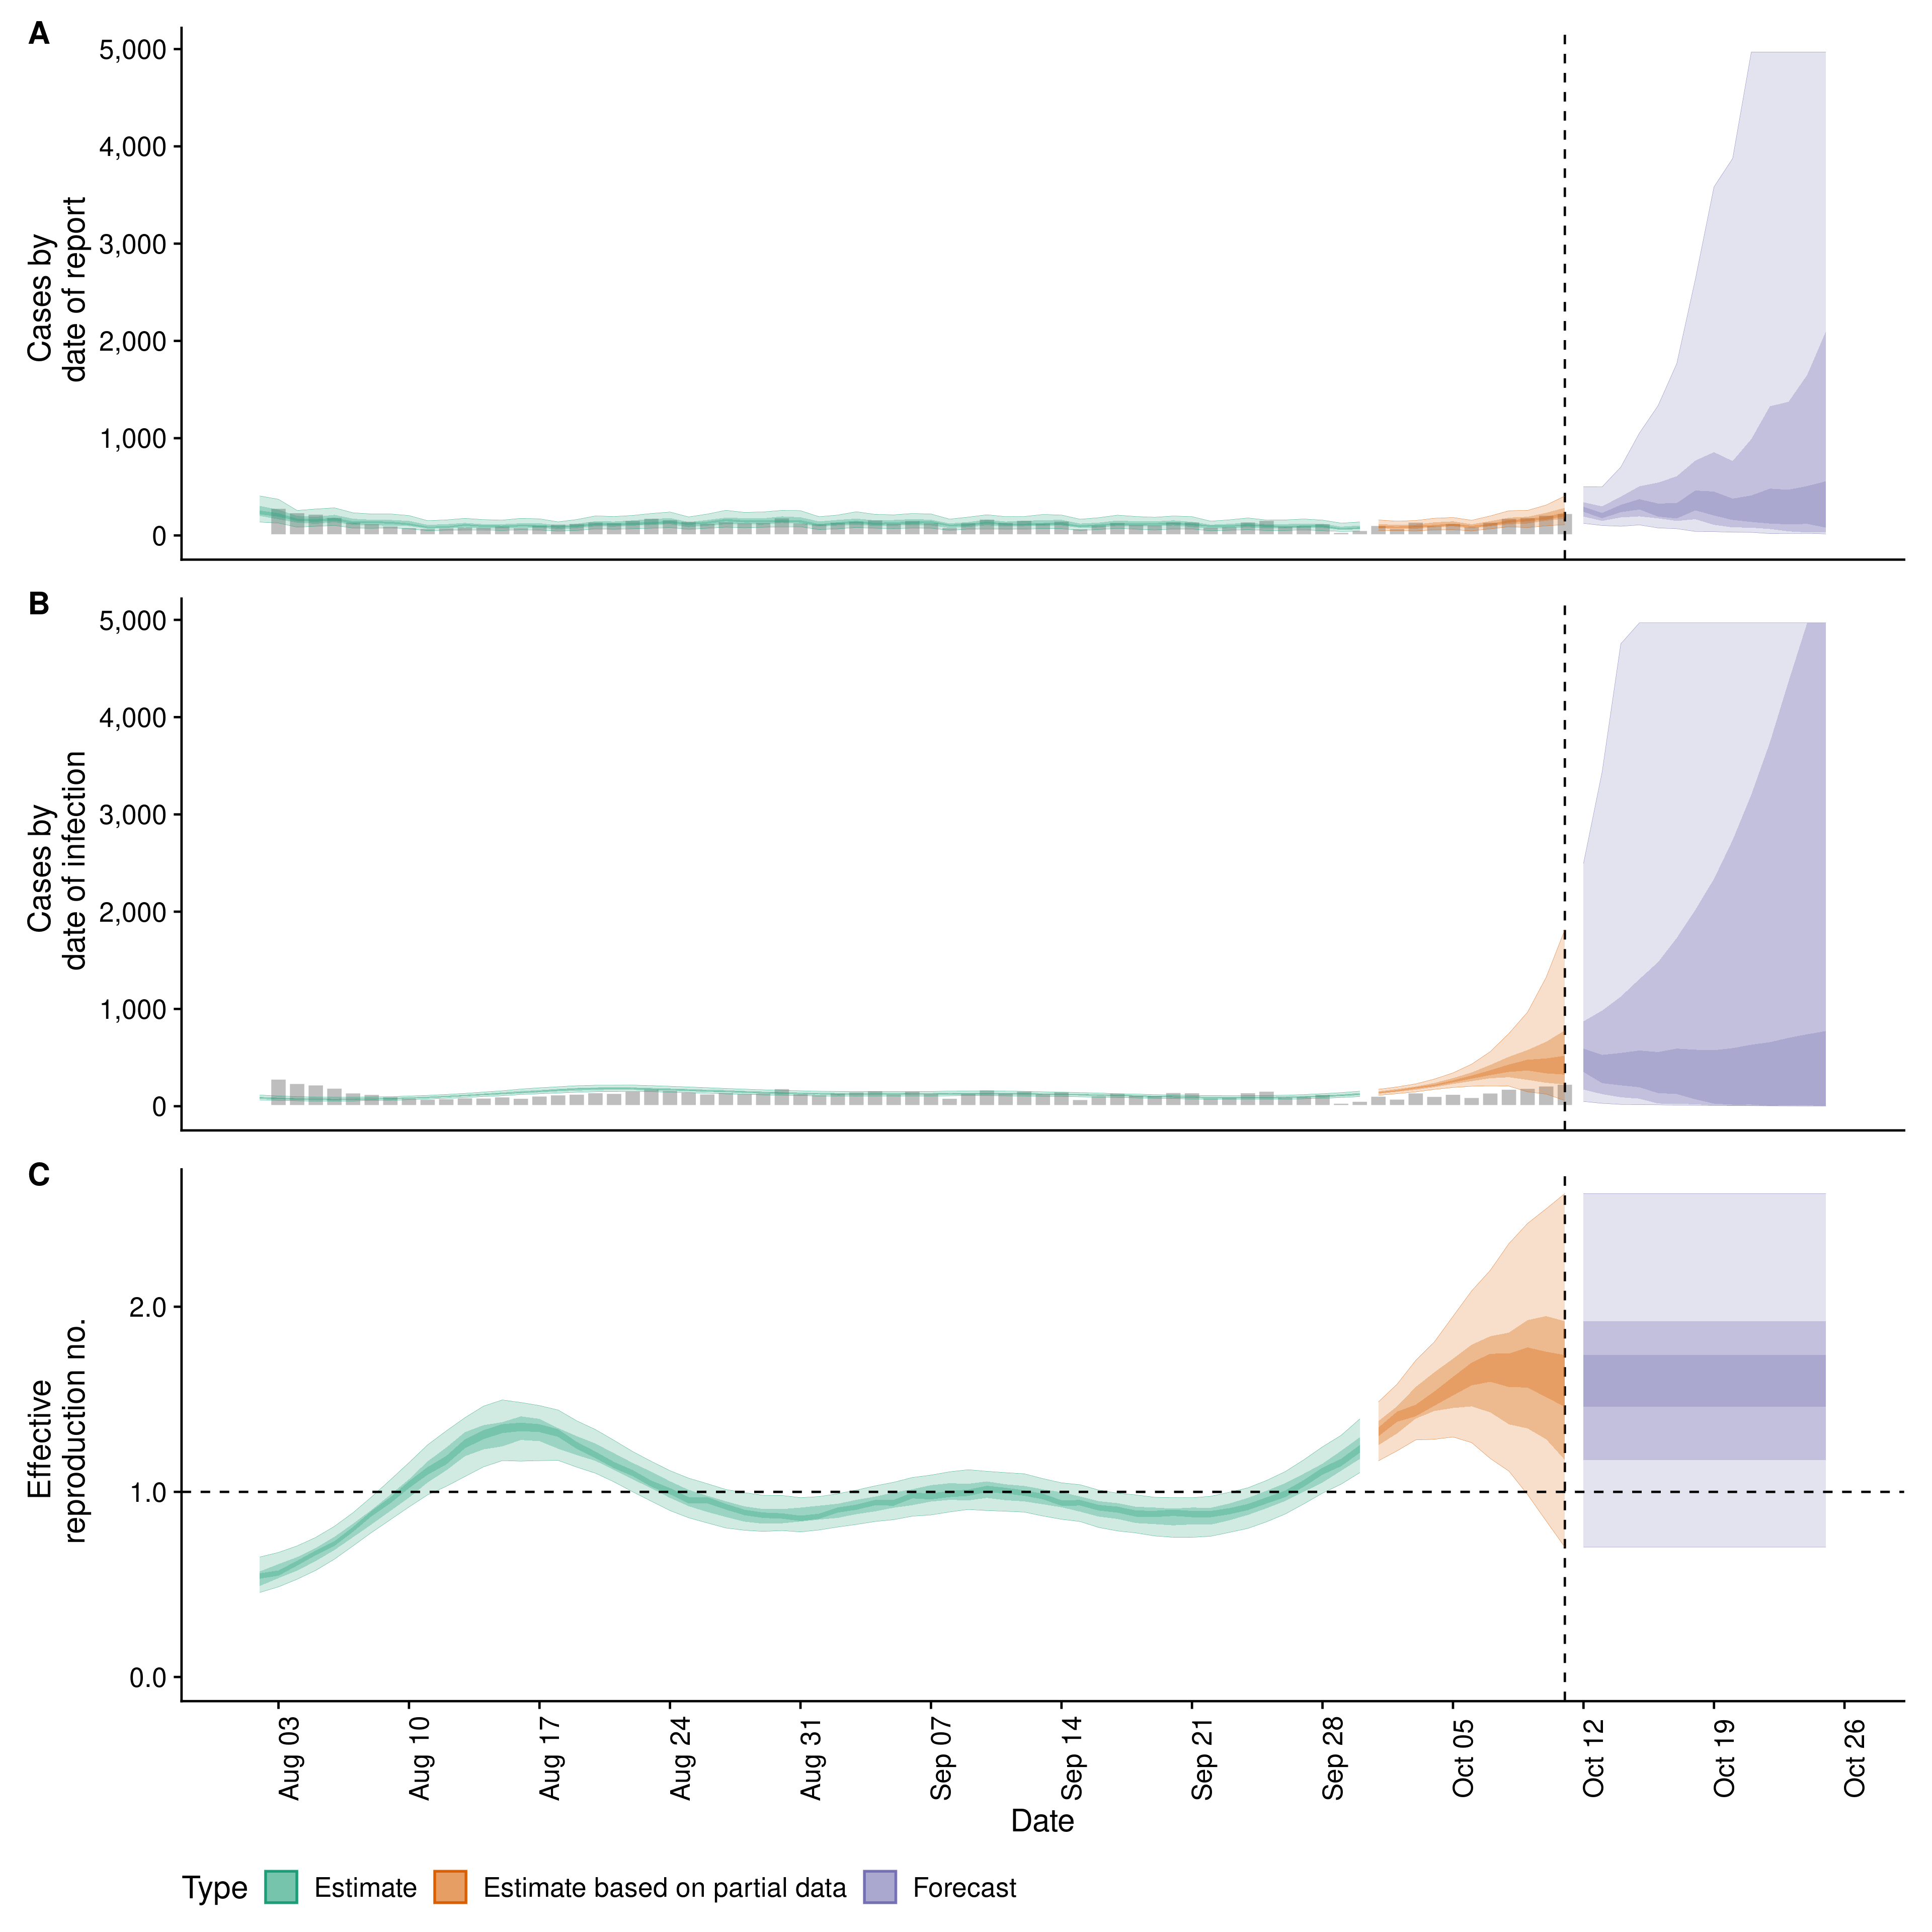 A
5,000
4,000
3,000
2,000
1,000
0
Cases by
date of report
B
5,000
4,000
3,000
2,000
1,000
0
Cases by
date of infection
C
2.0
1.0
0.0
Effective
reproduction no.
Aug 03
Aug 10
Aug 17
Aug 24
Aug 31
Sep 07
Sep 14
Sep 21
Sep 28
Oct 05
Oct 12
Oct 19
Oct 26
Date
Type Estimate Estimate based on partial data Forecast